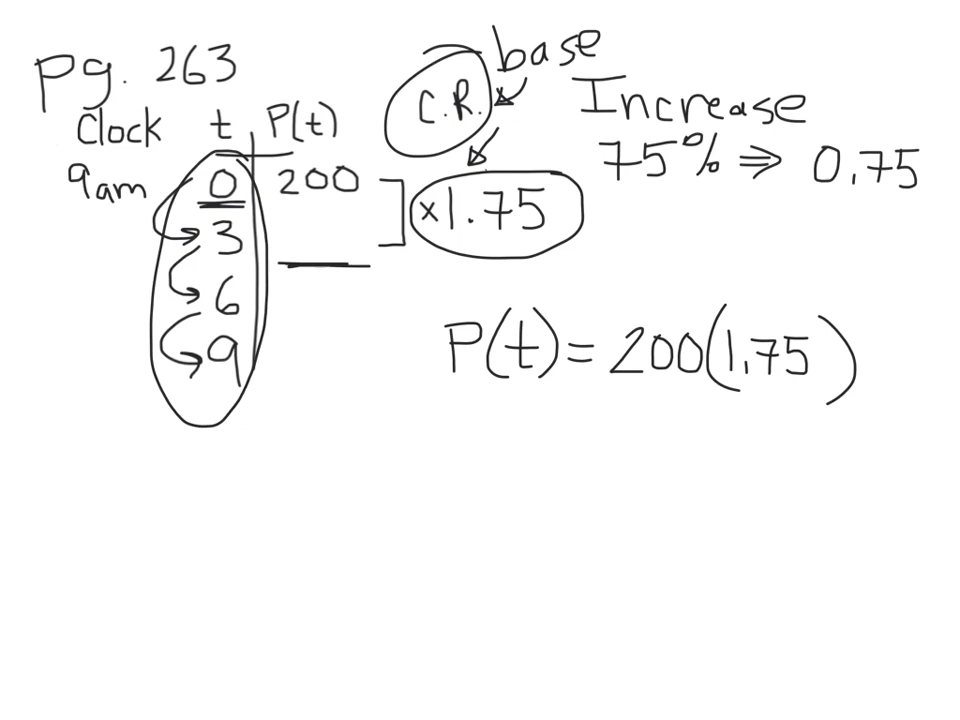 pg. 263
base
C.R.
Increase
Clock t P(t)
75% ⇒ 0.75
9am 0 200
×1.75
3
6
9
P(t) = 200(1.75 )